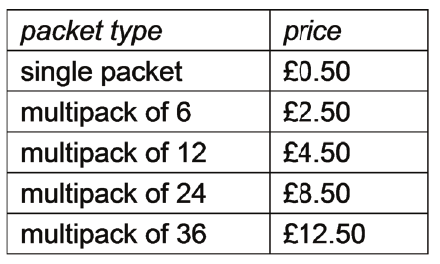 packet type price
single packet £0.50
multipack of 6 £2.50
multipack of 12 £4.50
multipack of 24 £8.50
multipack of 36 £12.50